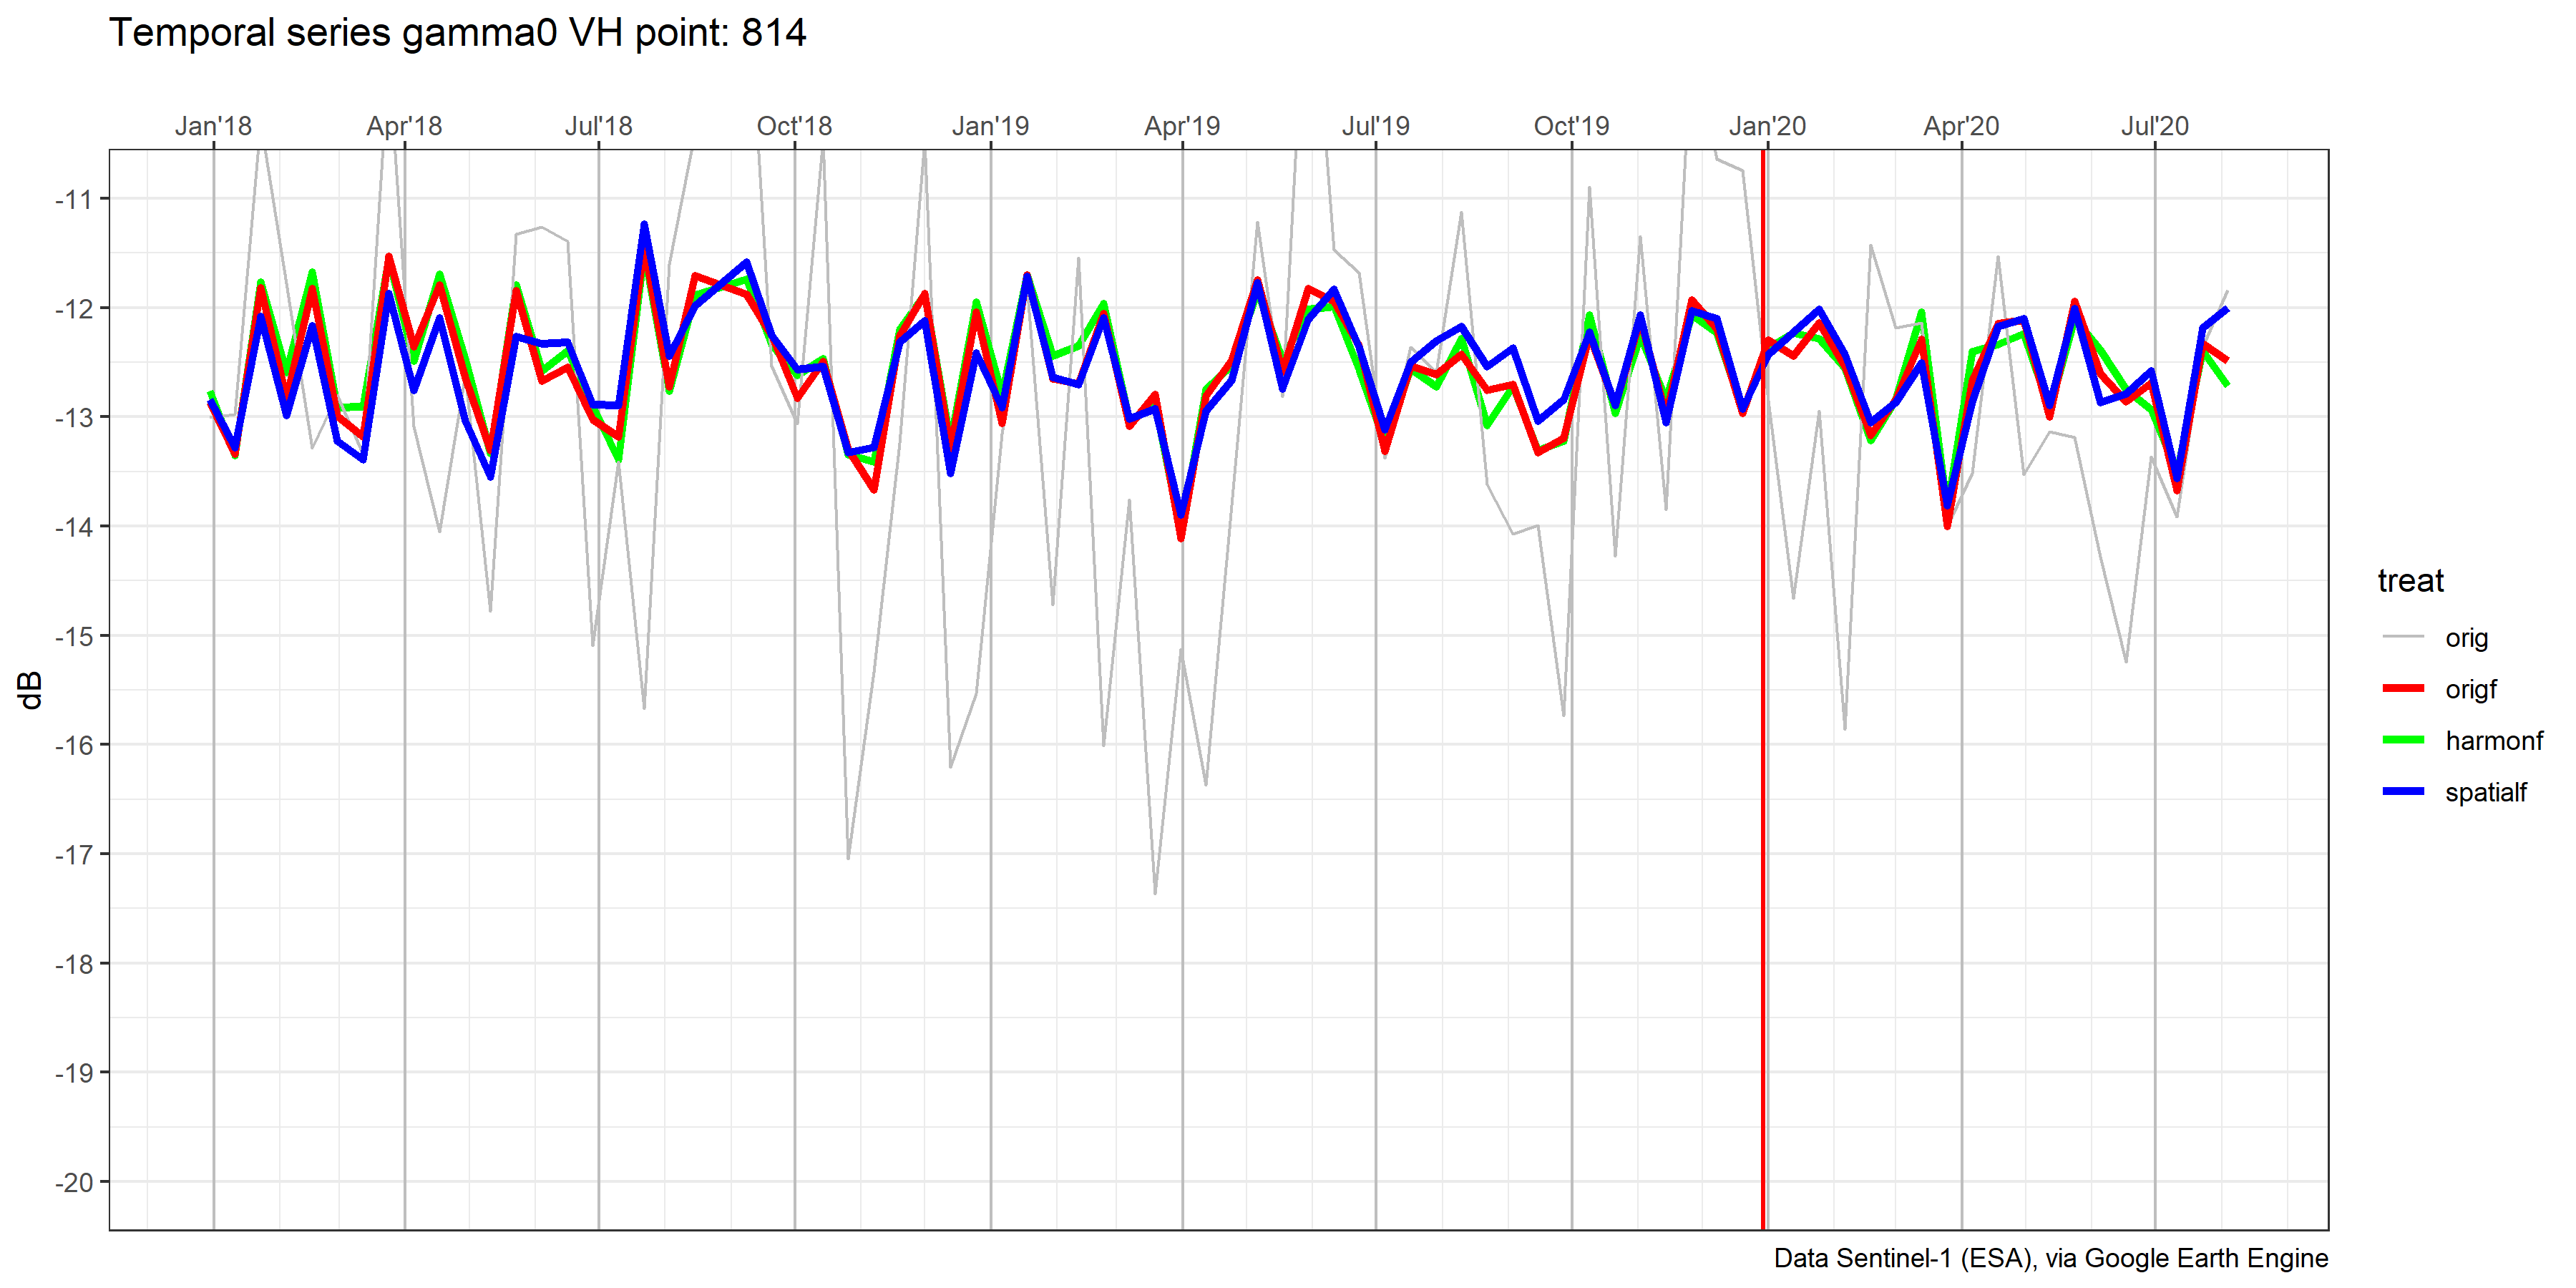 Temporal series gamma0 VH point: 814
Jan'18 Apr'18 Jul'18 Oct'18 Jan'19 Apr'19 Jul'19 Oct'19 Jan'20 Apr'20 Jul'20
-11
-12
-13
-14
-15
-16
-17
-18
-19
-20
dB
treat
orig
origf
harmonf
spatialf
Data Sentinel-1 (ESA), via Google Earth Engine